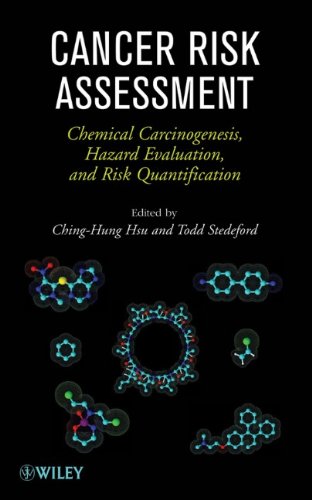 CANCER RISK
ASSESSMENT
Chemical Carcinogenesis,
Hazard Evaluation,
and Risk Quantification
Edited by
Ching-Hung Hsu and Todd Stedeford
WILEY